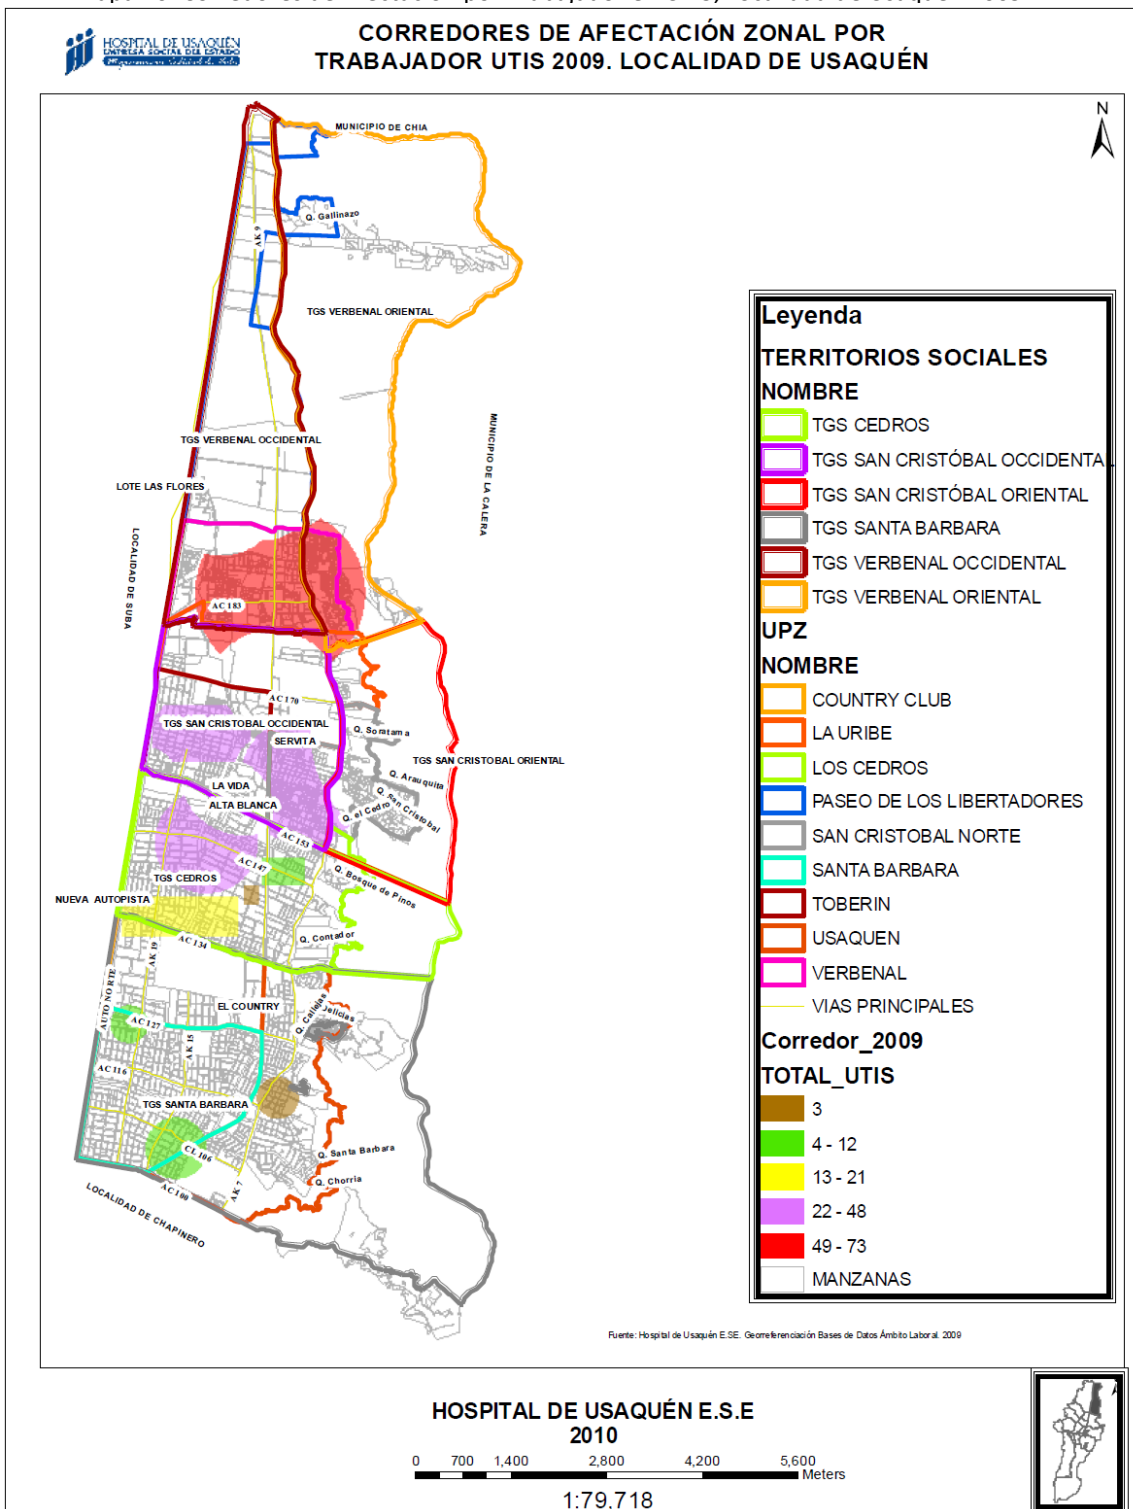 HOSPITAL DE USAQUÉN
EMPRESA SOCIAL DEL ESTADO
CORREDORES DE AFECTACIÓN ZONAL POR
TRABAJADOR UTIS 2009. LOCALIDAD DE USAQUÉN
N
MUNICIPIO DE CHIA
Q. Gallinazo
AK 9
TGS VERBENAL ORIENTAL
MUNICIPIO DE LA CALERA
TGS VERBENAL OCCIDENTAL
LOTE LAS FLORES
LOCALIDAD DE SUBA
AC 183
AC 170
TGS SAN CRISTOBAL OCCIDENTAL
SERVITA
Q. Soratama
TGS SAN CRISTOBAL ORIENTAL
Q. Arauquita
LA VIDA
Q. San Cristobal
ALTA BLANCA
Q. el Cedro
AC 153
AC 147
TGS CEDROS
Q. Bosque de Pinos
NUEVA AUTOPISTA
AC 134
Q. Contador
AK 19
AUTO NORTE
EL COUNTRY
Q. Callejas
Delicias
AC 127
AK 15
AC 116
TGS SANTA BARBARA
CL 106
Q. Santa Barbara
Q. Chorria
AK 7
AC 100
LOCALIDAD DE CHAPINERO
Leyenda
TERRITORIOS SOCIALES
NOMBRE
TGS CEDROS
TGS SAN CRISTÓBAL OCCIDENTAL
TGS SAN CRISTÓBAL ORIENTAL
TGS SANTA BARBARA
TGS VERBENAL OCCIDENTAL
TGS VERBENAL ORIENTAL
UPZ
NOMBRE
COUNTRY CLUB
LA URIBE
LOS CEDROS
PASEO DE LOS LIBERTADORES
SAN CRISTOBAL NORTE
SANTA BARBARA
TOBERIN
USAQUEN
VERBENAL
VIAS PRINCIPALES
Corredor_2009
TOTAL_UTIS
3
4 - 12
13 - 21
22 - 48
49 - 73
MANZANAS
Fuente: Hospital de Usaquén E.SE. Georreferenciación Bases de Datos Ámbito Laboral. 2009
HOSPITAL DE USAQUÉN E.S.E
2010
0 700 1,400 2,800 4,200 5,600
Meters
1:79.718